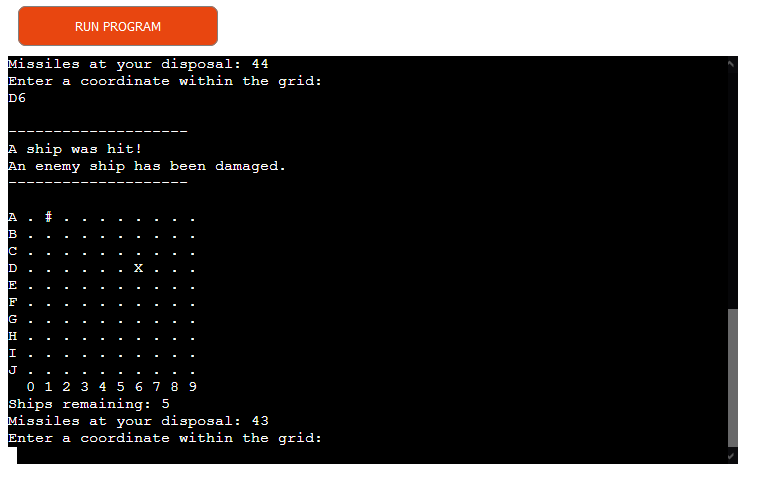 RUN PROGRAM
Missiles at your disposal: 44
Enter a coordinate within the grid:
D6
--------------------
A ship was hit!
An enemy ship has been damaged.
--------------------
A . # . . . . . . . .
B . . . . . . . . . .
C . . . . . . . . . .
D . . . . . . X . . .
E . . . . . . . . . .
F . . . . . . . . . .
G . . . . . . . . . .
H . . . . . . . . . .
I . . . . . . . . . .
J . . . . . . . . . .
  0 1 2 3 4 5 6 7 8 9
Ships remaining: 5
Missiles at your disposal: 43
Enter a coordinate within the grid: